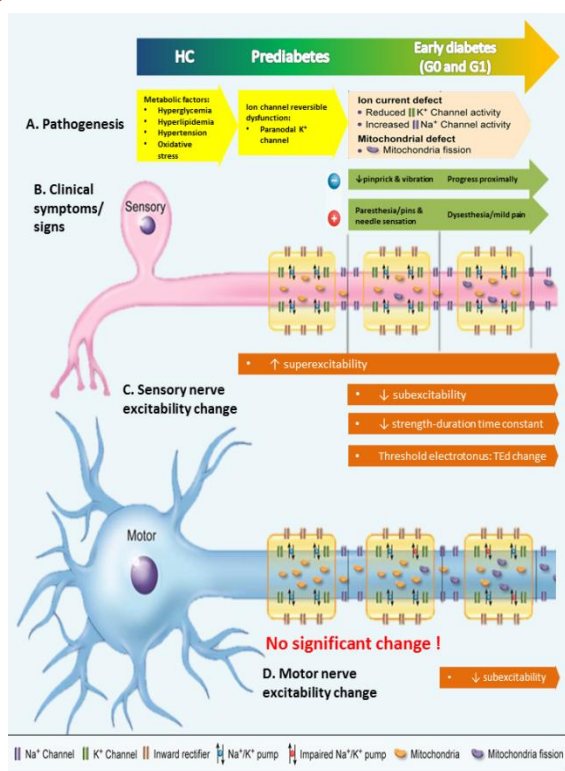 HC
Prediabetes
Early diabetes
(G0 and G1)
A. Pathogenesis
Metabolic factors:
• Hyperglycemia
• Hyperlipidemia
• Hypertension
• Oxidative
stress
Ion channel reversible
dysfunction:
• Paranodal K⁺
channel
Ion current defect
• Reduced K⁺ Channel activity
• Increased Na⁺ Channel activity
Mitochondrial defect
• Mitochondria fission
B. Clinical
symptoms/
signs
−
↓pinprick & vibration
Progress proximally
+
Paresthesia/pins &
needle sensation
Dysesthesia/mild pain
Sensory
• ↑ superexcitability
C. Sensory nerve
excitability change
• ↓ subexcitability
• ↓ strength-duration time constant
• Threshold electrotonus: TEd change
Motor
No significant change !
D. Motor nerve
excitability change
• ↓ subexcitability
Na⁺ Channel
K⁺ Channel
Inward rectifier
Na⁺/K⁺ pump
Impaired Na⁺/K⁺ pump
Mitochondria
Mitochondria fission